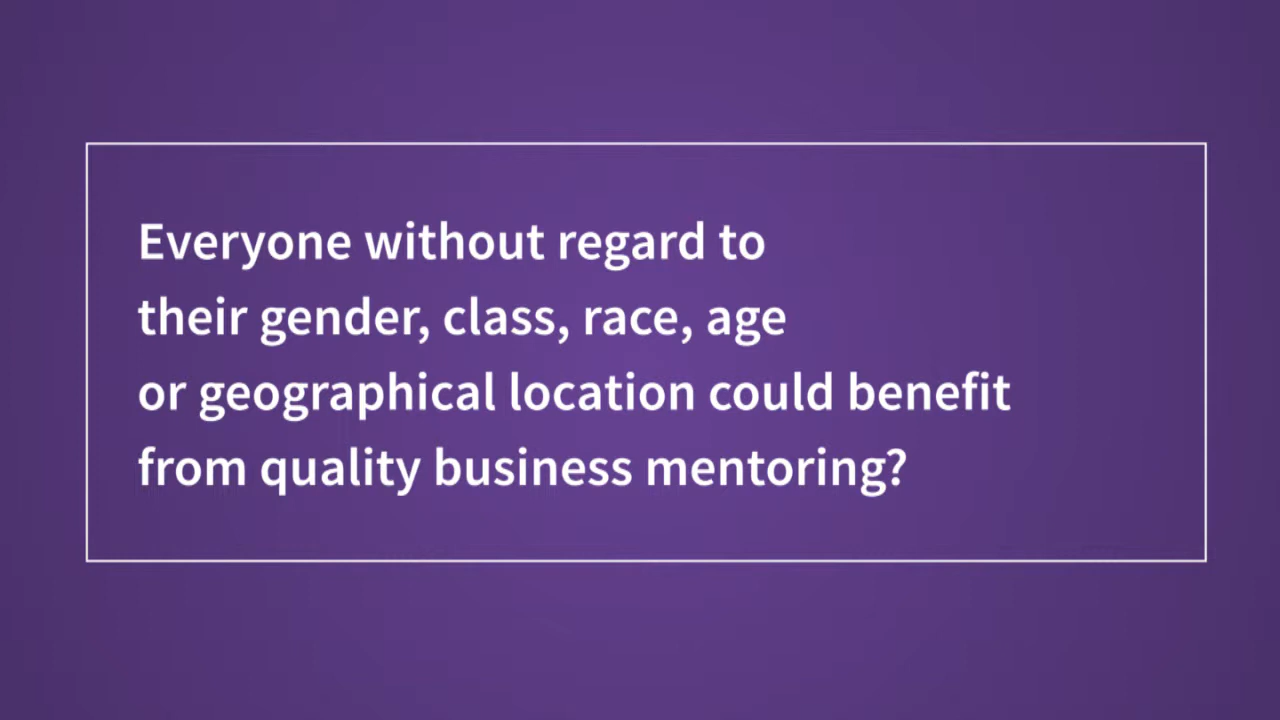 Everyone without regard to
their gender, class, race, age
or geographical location could benefit
from quality business mentoring?